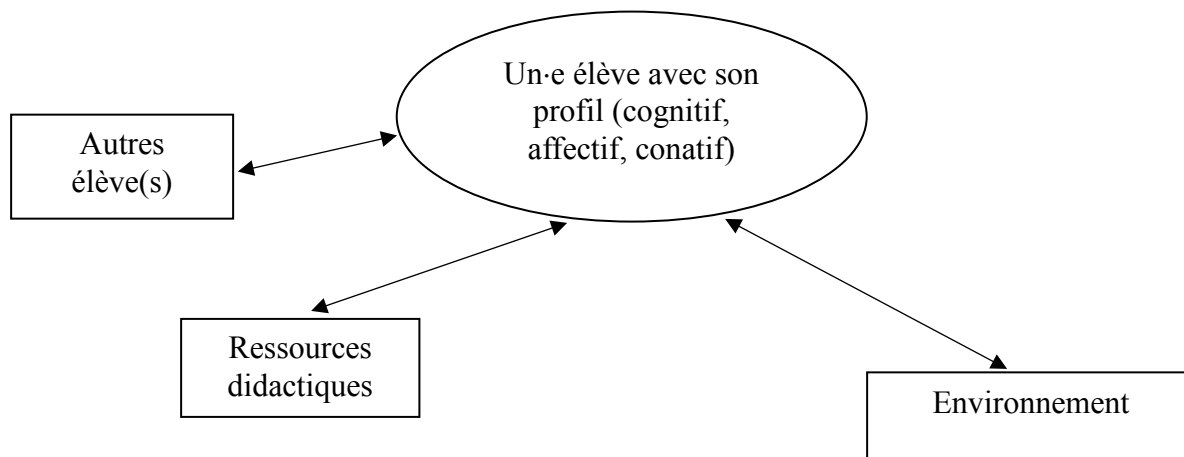 Un·e élève avec son
profil (cognitif,
affectif, conatif)
Autres
élève(s)
Ressources
didactiques
Environnement